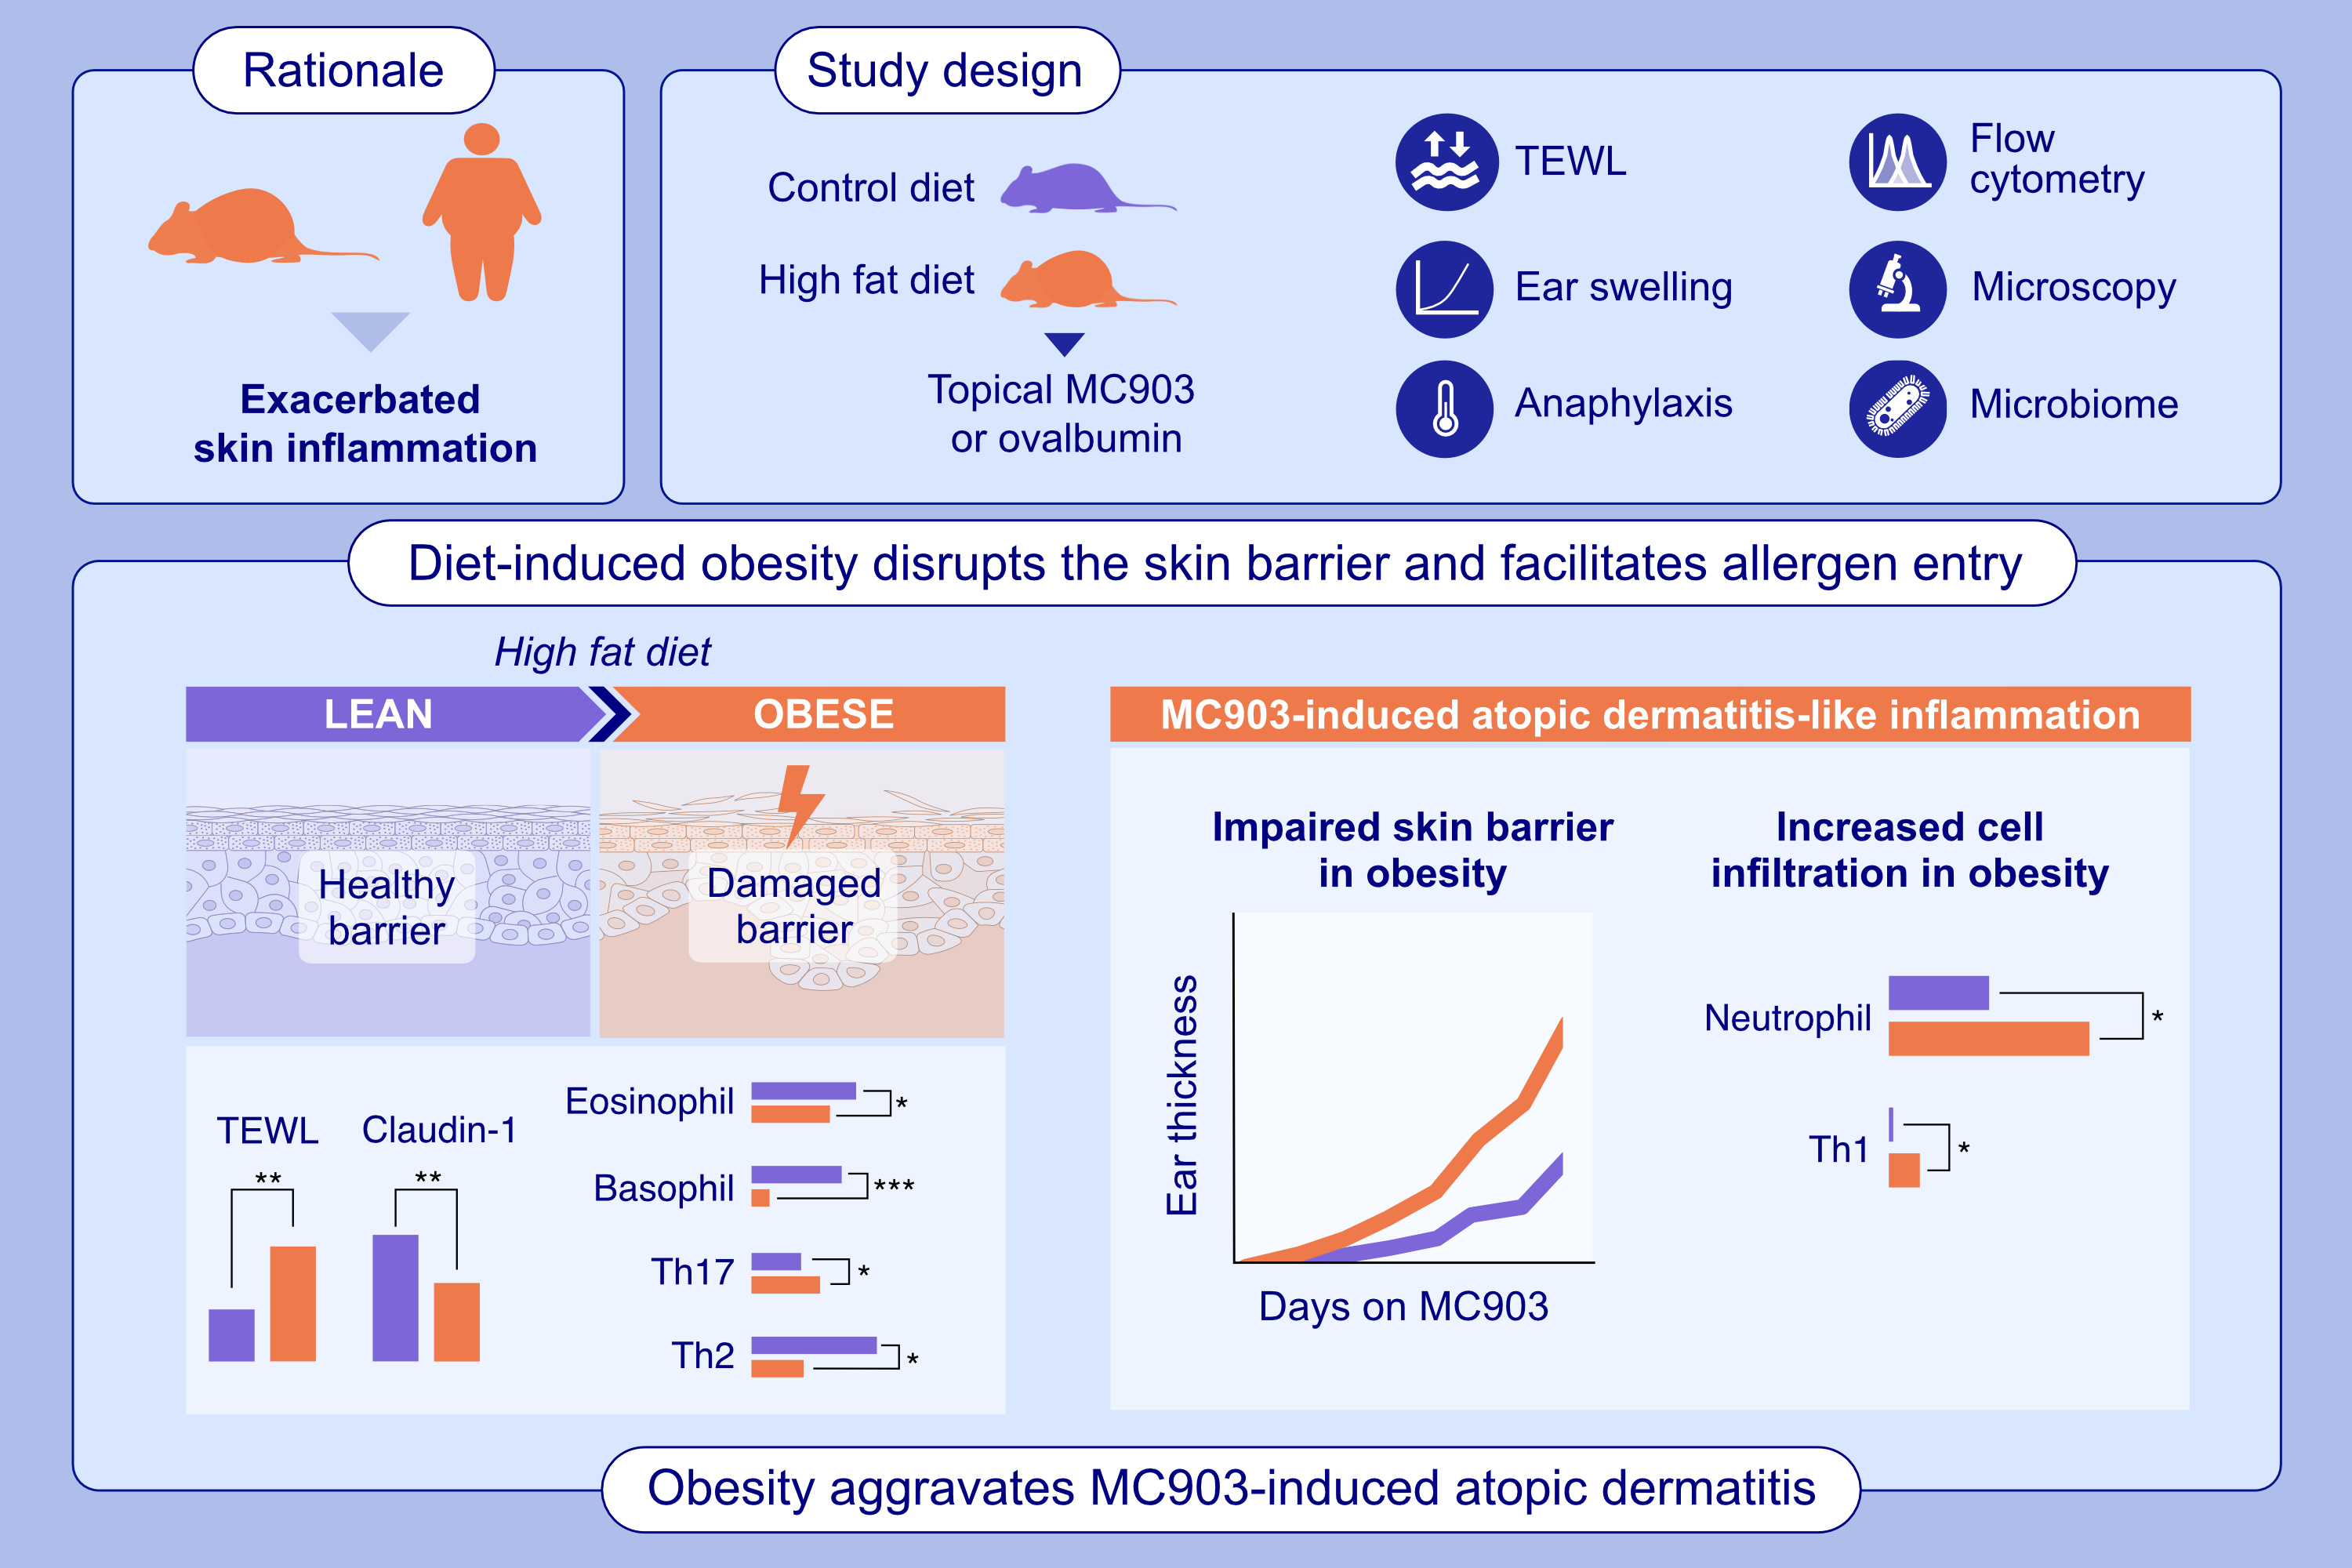 Rationale
Exacerbated
skin inflammation
Study design
Control diet
High fat diet
Topical MC903
or ovalbumin
TEWL
Ear swelling
Anaphylaxis
Flow
cytometry
Microscopy
Microbiome
Diet-induced obesity disrupts the skin barrier and facilitates allergen entry
High fat diet
LEAN
OBESE
Healthy
barrier
Damaged
barrier
TEWL
**
Claudin-1
**
Eosinophil
*
Basophil
***
Th17
*
Th2
*
MC903-induced atopic dermatitis-like inflammation
Impaired skin barrier
in obesity
Ear thickness
Days on MC903
Increased cell
infiltration in obesity
Neutrophil
*
Th1
*
Obesity aggravates MC903-induced atopic dermatitis